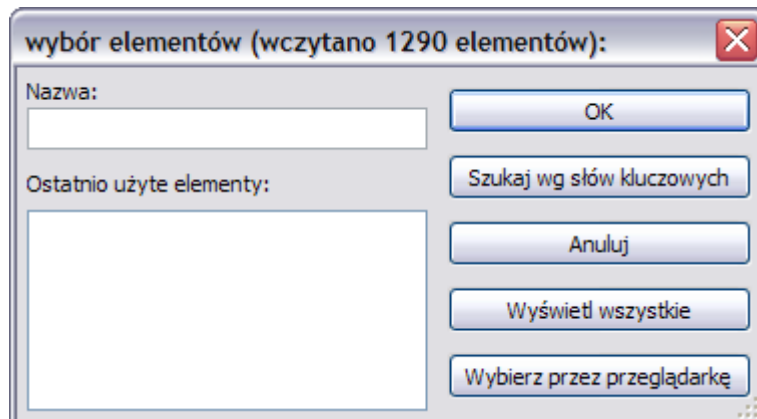 wybór elementów (wczytano 1290 elementów):
Nazwa:
OK
Szukaj wg słów kluczowych
Ostatnio użyte elementy:
Anuluj
Wyświetl wszystkie
Wybierz przez przeglądarkę